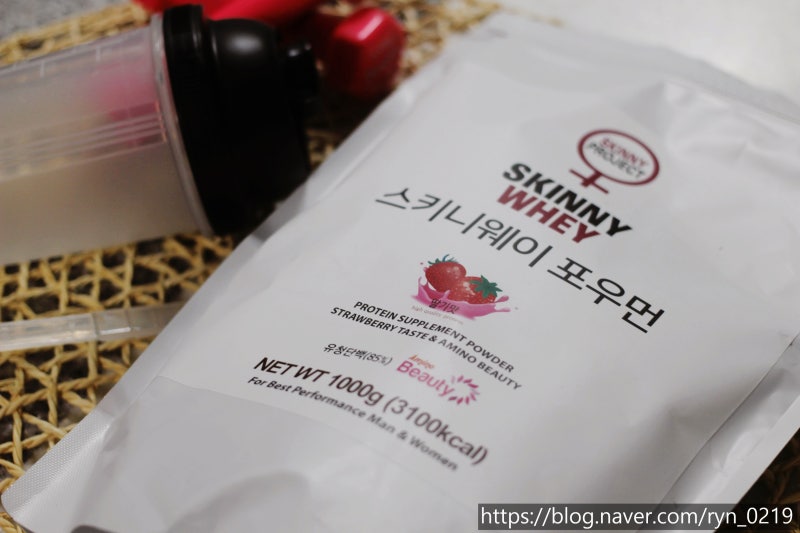 SKINNY
PROJECT
SKINNY
WHEY
스키니웨이 포우먼
딸기맛
PROTEIN SUPPLEMENT POWDER
STRAWBERRY TASTE & AMINO BEAUTY
유청단백(85%)
Amino
Beauty
NET WT 1000g (3100kcal)
For Best Performance Man & Woman
https://blog.naver.com/ryn_0219